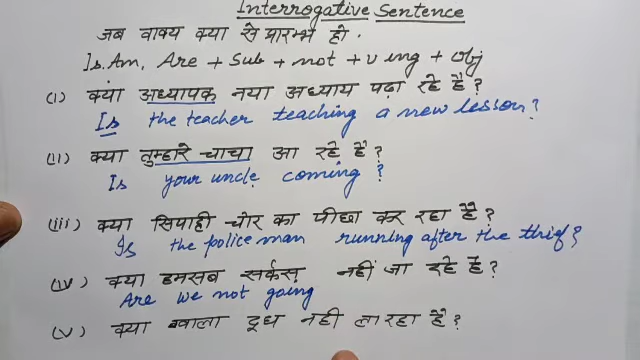 Interrogative Sentence
जब वाक्य क्या से प्रारम्भ हो .
Is, Am, Are + Sub + not + v ing + obj
(i) क्या अध्यापक नया अध्याय पढ़ा रहे है ?
Is the teacher teaching a new lesson ?
(ii) क्या तुम्हारे चाचा आ रहे है ?
Is your uncle coming ?
(iii) क्या सिपाही चोर का पीछा कर रहा है ?
Is the police man running after the thief ?
(iv) क्या हमसब सर्कस नहीं जा रहे है ?
Are we not going
(v) क्या ग्वाला दूध नही ला रहा है ?